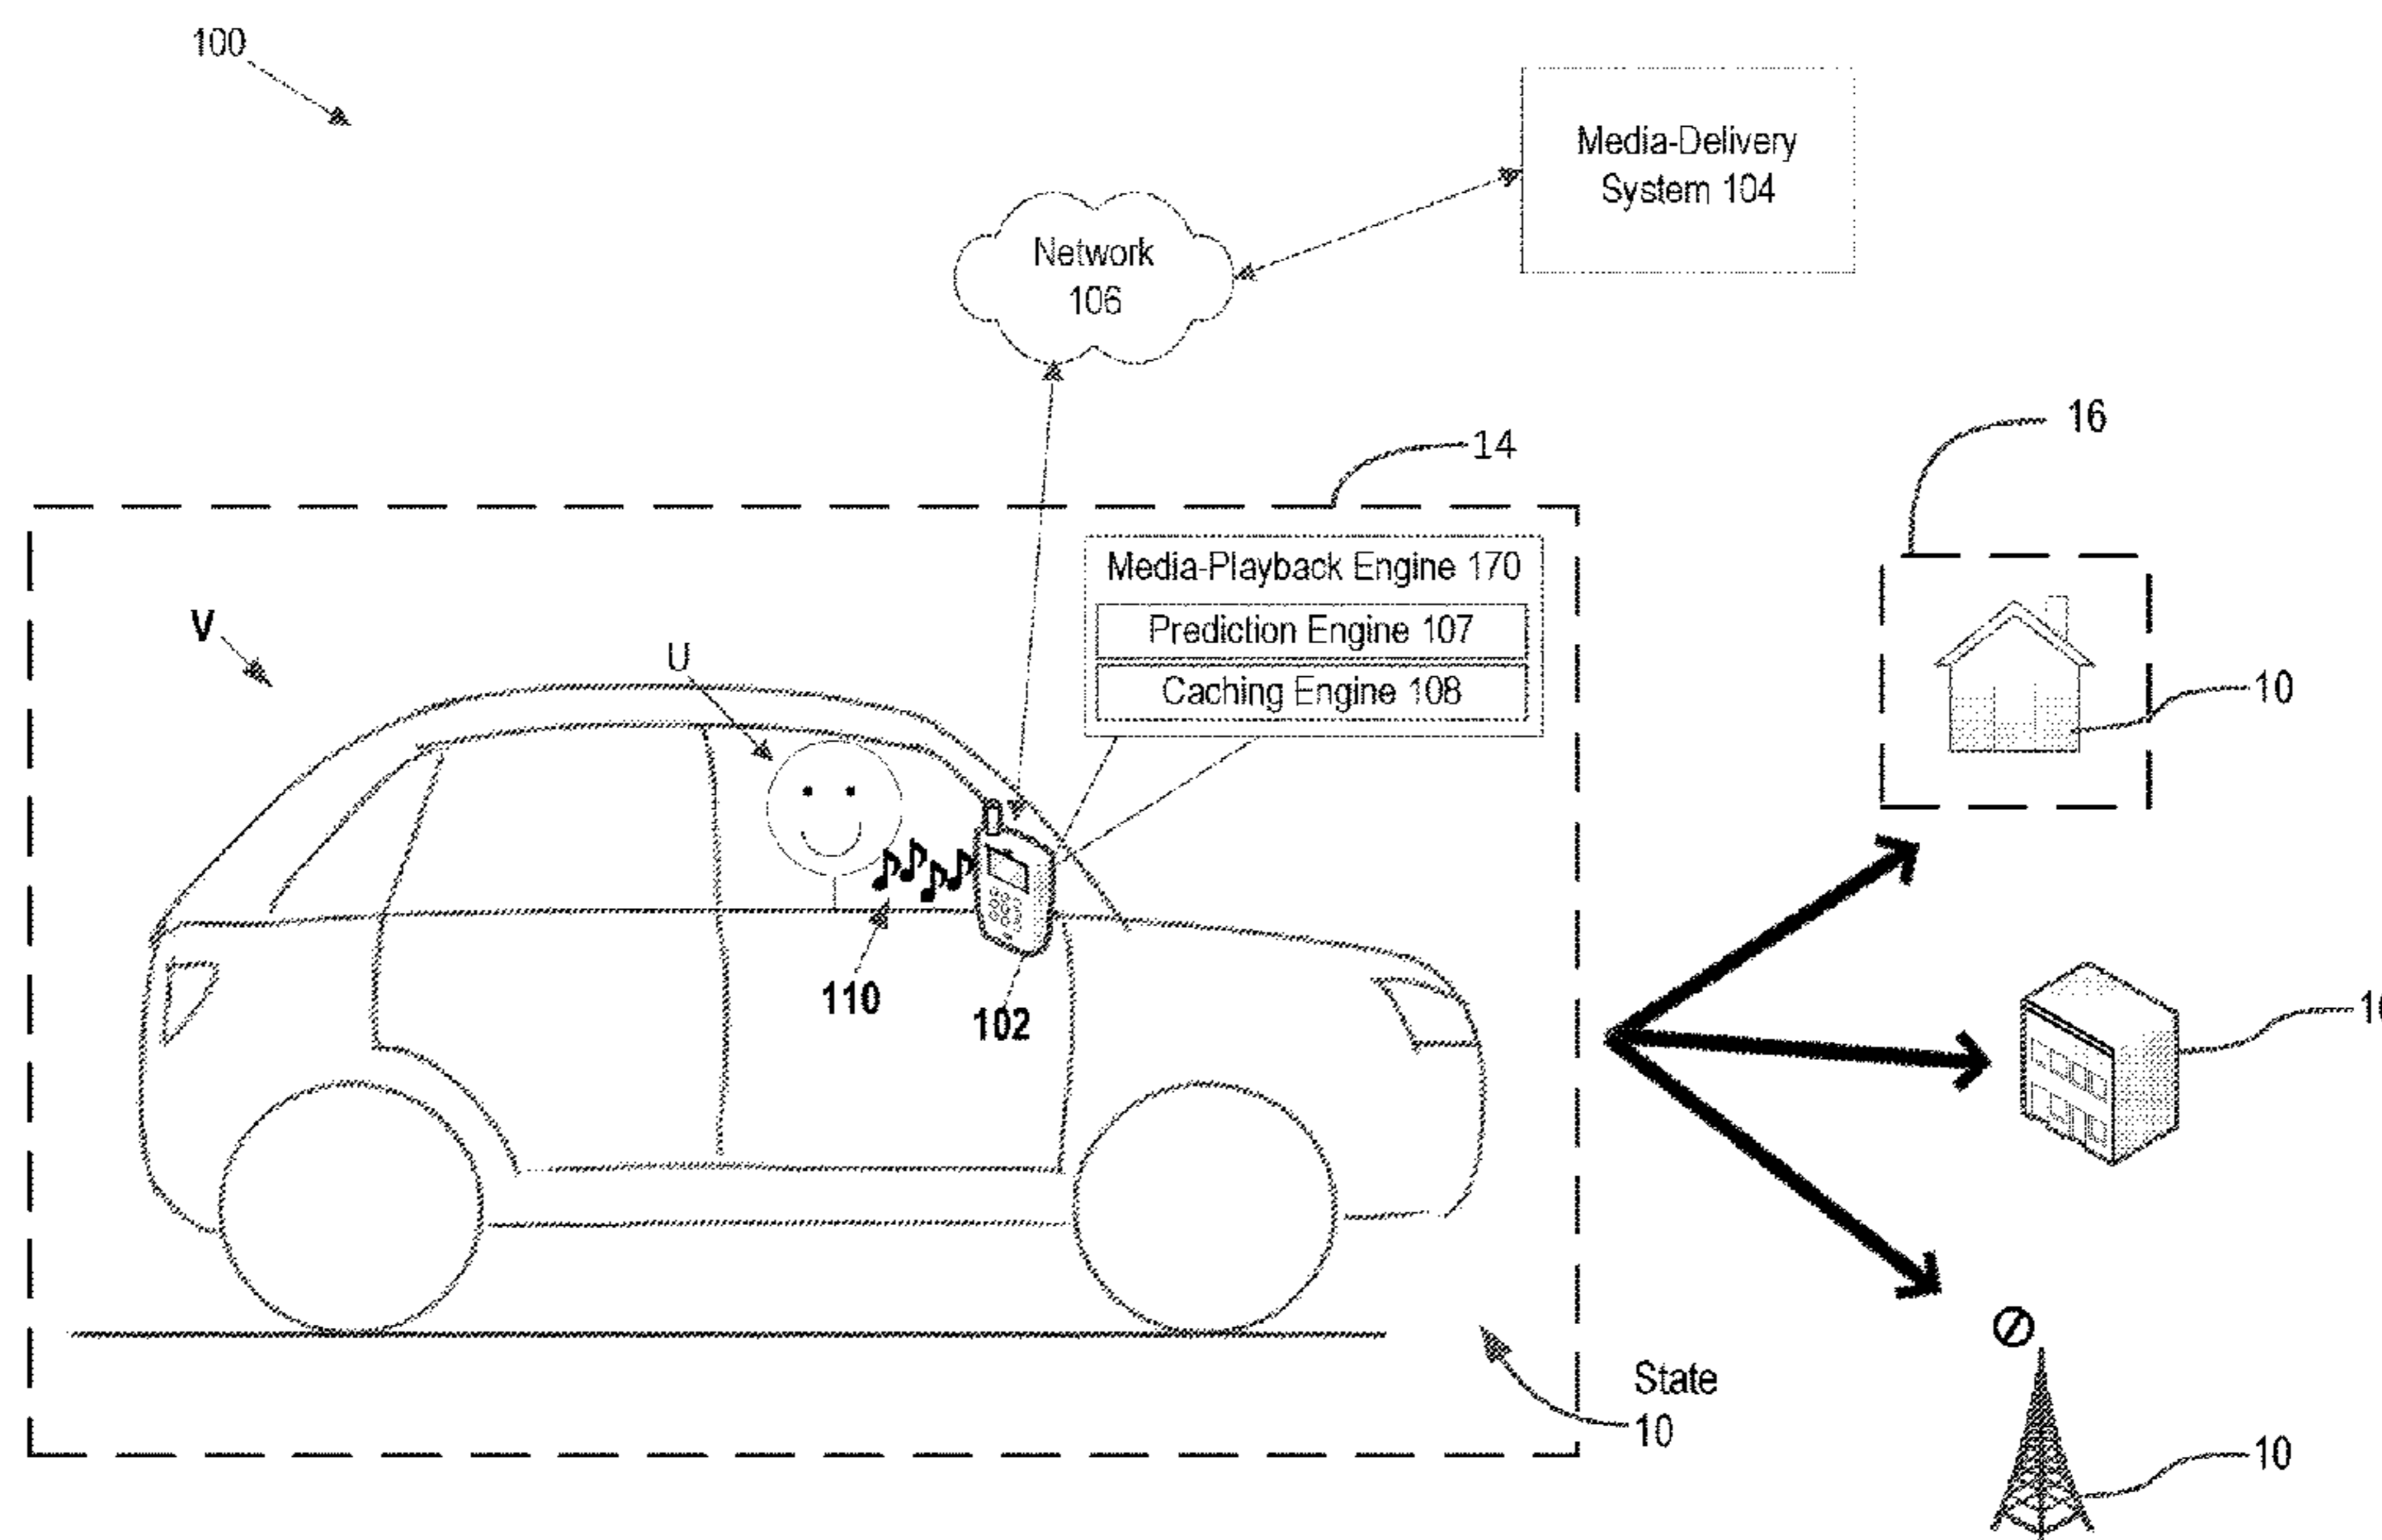 100
Media-Delivery
System 104
Network
106
16
14
Media-Playback Engine 170
Prediction Engine 107
Caching Engine 108
V
U
10
110
102
State
10
10